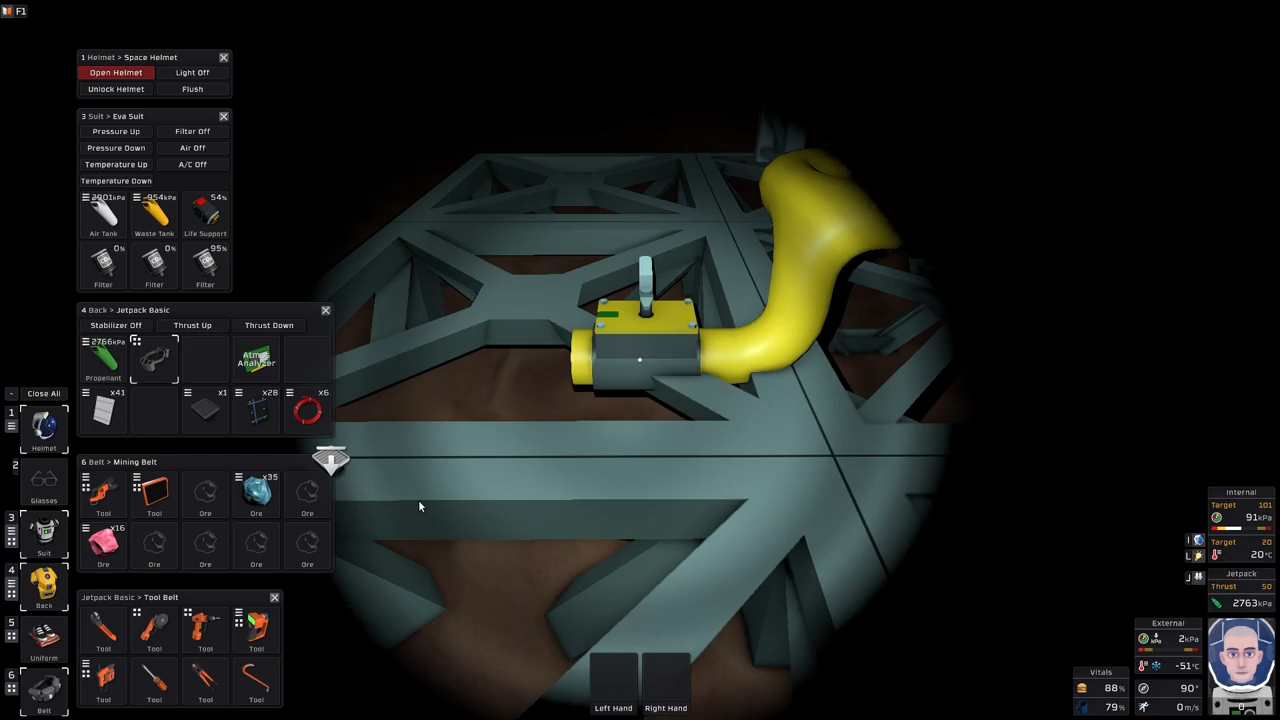 F1
1 Helmet > Space Helmet
Open Helmet Light Off
Unlock Helmet Flush
3 Suit > Eva Suit
Pressure Up Filter Off
Pressure Down Air Off
Temperature Up A/C Off
Temperature Down
2901kPa 954kPa 54%
Air Tank Waste Tank Life Support
0% 0% 95%
Filter Filter Filter
4 Back > Jetpack Basic
Stabilizer Off Thrust Up Thrust Down
2766kPa
Atmos Analyzer
Propellant
x41 x1 x28 x6
- Close All
1
Helmet
2
Glasses
3
Suit
4
Back
5
Uniform
6
Belt
6 Belt > Mining Belt
x35
Tool Tool Ore Ore Ore
x16
Ore Ore Ore Ore Ore
Jetpack Basic > Tool Belt
Tool Tool Tool Tool
Tool Tool Tool Tool
Left Hand Right Hand
Internal
Target 101
91kPa
Target 20
20°C
I
L
J
Jetpack
Thrust 50
2763kPa
External
kPa 2kPa
-51°C
90°
0m/s
Vitals
88%
79%
0